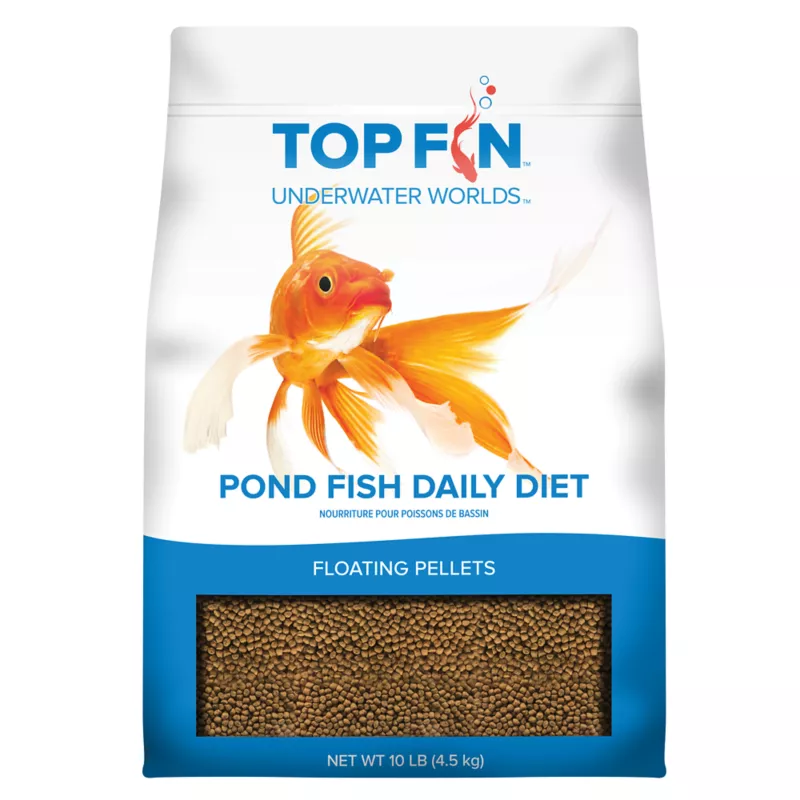 TOP FIN™
UNDERWATER WORLDS™
POND FISH DAILY DIET
NOURRITURE POUR POISSONS DE BASSIN
FLOATING PELLETS
NET WT 10 LB (4.5 kg)